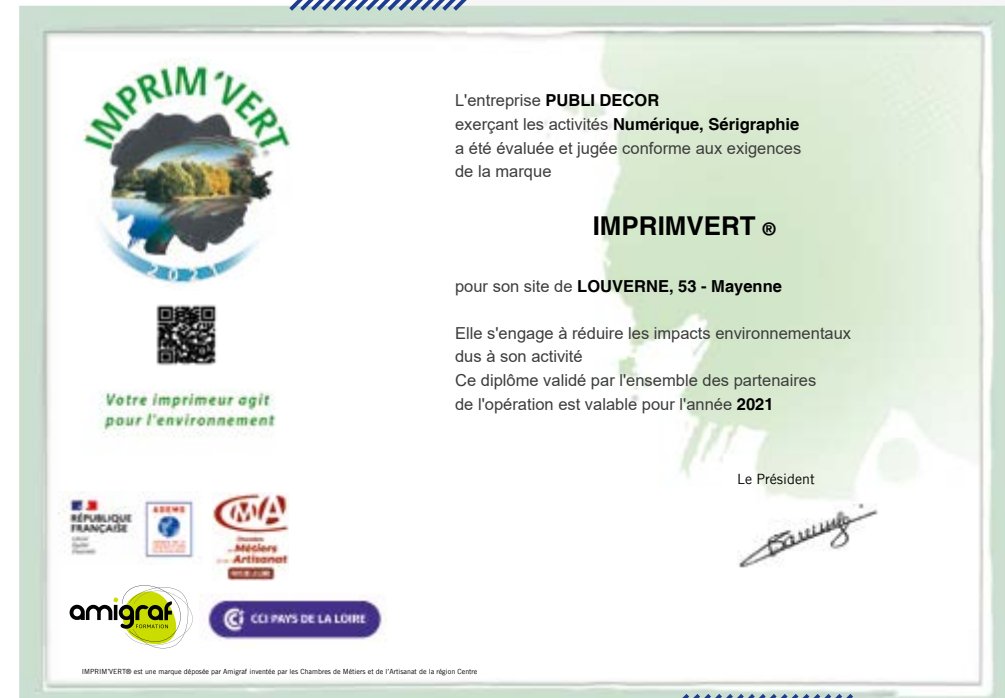 IMPRIM'VERT
2021
Votre imprimeur agit
pour l'environnement
L'entreprise PUBLI DECOR
exerçant les activités Numérique, Sérigraphie
a été évaluée et jugée conforme aux exigences
de la marque
IMPRIMVERT ®
pour son site de LOUVERNE, 53 - Mayenne
Elle s'engage à réduire les impacts environnementaux
dus à son activité
Ce diplôme validé par l'ensemble des partenaires
de l'opération est valable pour l'année 2021
Le Président
RÉPUBLIQUE
FRANÇAISE
ADEME
CMA
Métiers
Artisanat
PAYS DE LA LOIRE
amigraf
FORMATION
CCI PAYS DE LA LOIRE
IMPRIM'VERT® est une marque déposée par Amigraf inventée par les Chambres de Métiers et de l'Artisanat de la région Centre